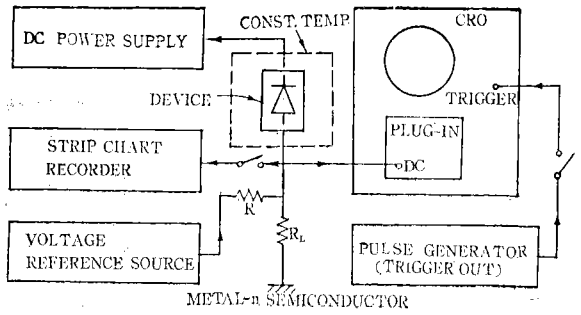 CONST. TEMP
DC POWER SUPPLY
CRO
DEVICE
TRIGGER
PLUG-IN
DC
STRIP CHART
RECORDER
R
VOLTAGE
REFERENCE SOURCE
RL
PULSE GENERATOR
(TRIGGER OUT)
METAL-n SEMICONDUCTOR